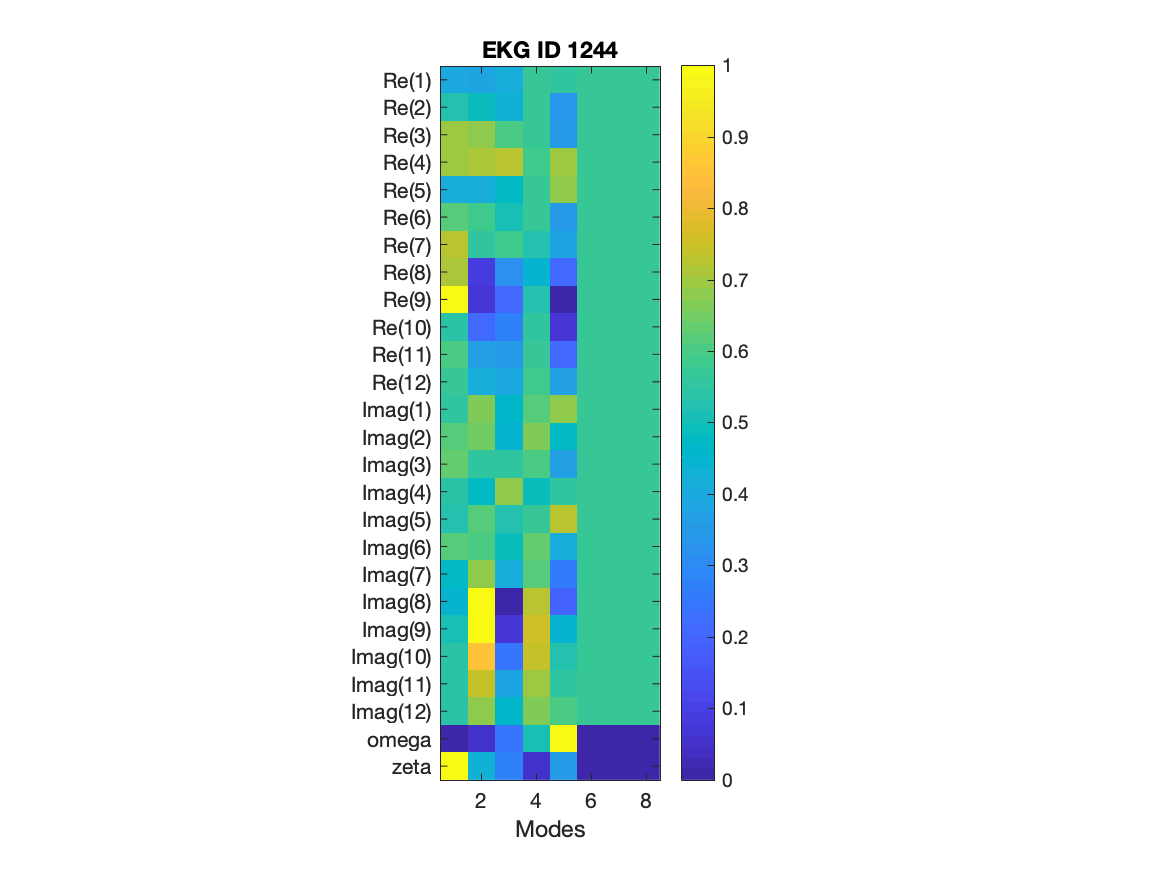 EKG ID 1244
Re(1)
Re(2)
Re(3)
Re(4)
Re(5)
Re(6)
Re(7)
Re(8)
Re(9)
Re(10)
Re(11)
Re(12)
Imag(1)
Imag(2)
Imag(3)
Imag(4)
Imag(5)
Imag(6)
Imag(7)
Imag(8)
Imag(9)
Imag(10)
Imag(11)
Imag(12)
omega
zeta
2 4 6 8
Modes
1
0.9
0.8
0.7
0.6
0.5
0.4
0.3
0.2
0.1
0